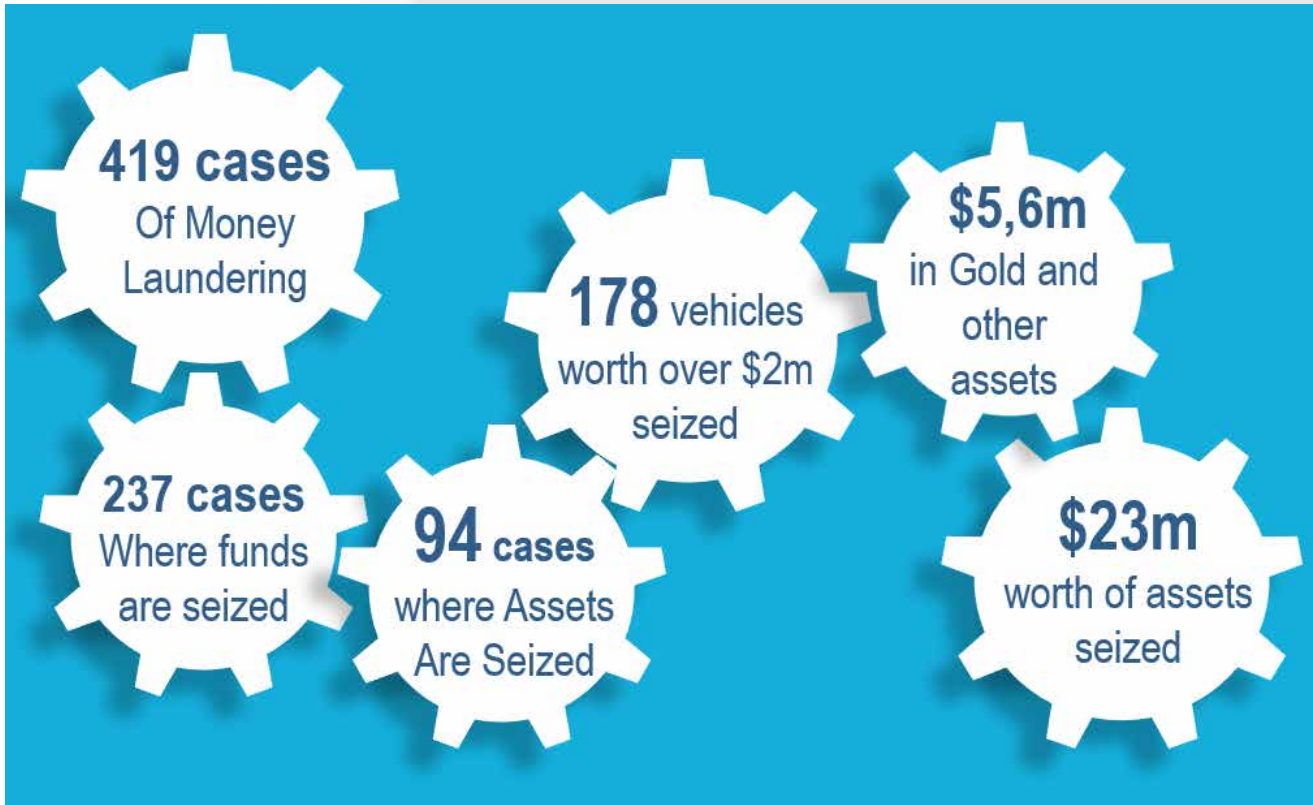 419 cases
Of Money
Laundering
237 cases
Where funds
are seized
94 cases
where Assets
Are Seized
178 vehicles
worth over $2m
seized
$5,6m
in Gold and
other
assets
$23m
worth of assets
seized